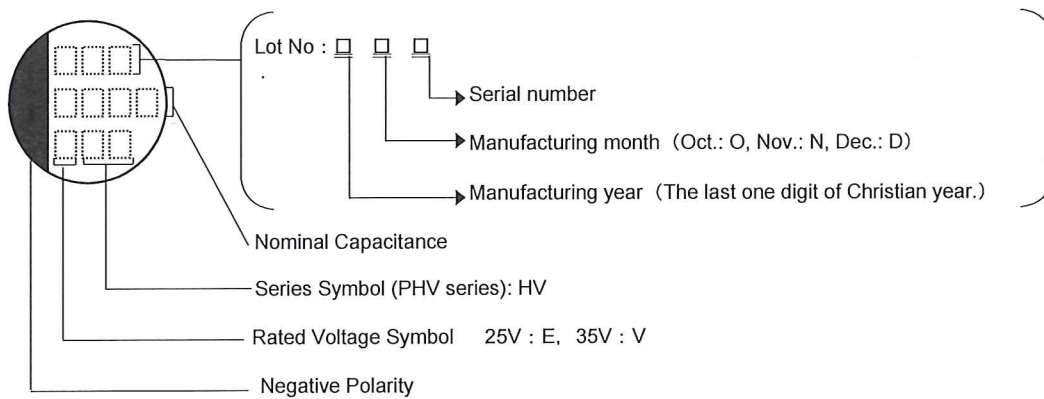 Lot No : □ □ □
Serial number
Manufacturing month（Oct.: O, Nov.: N, Dec.: D）
Manufacturing year（The last one digit of Christian year.）
Nominal Capacitance
Series Symbol (PHV series): HV
Rated Voltage Symbol 25V : E, 35V : V
Negative Polarity